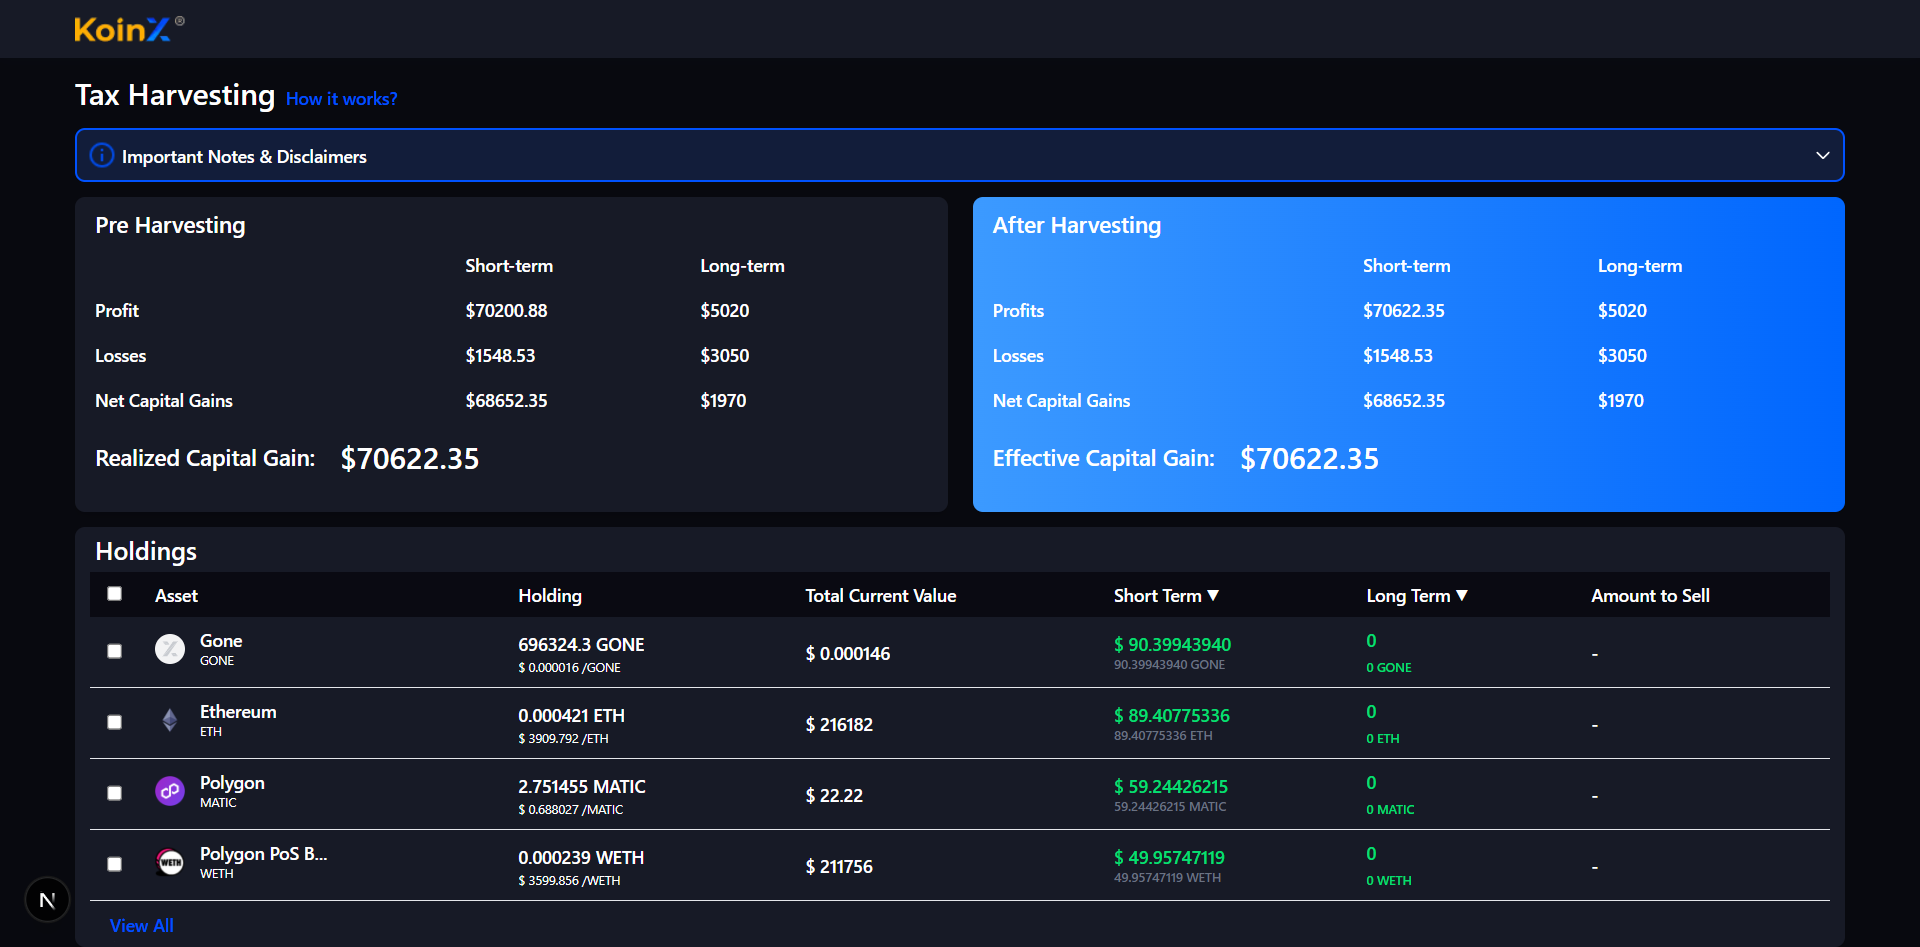 KoinX ®
Tax Harvesting How it works?
Important Notes & Disclaimers
Pre Harvesting
Short-term Long-term
Profit $70200.88 $5020
Losses $1548.53 $3050
Net Capital Gains $68652.35 $1970
Realized Capital Gain: $70622.35
After Harvesting
Short-term Long-term
Profits $70622.35 $5020
Losses $1548.53 $3050
Net Capital Gains $68652.35 $1970
Effective Capital Gain: $70622.35
Holdings
Asset Holding Total Current Value Short Term ▼ Long Term ▼ Amount to Sell
Gone 696324.3 GONE $ 0.000146 $ 90.39943940 0 -
GONE $ 0.000016 /GONE 90.39943940 GONE 0 GONE
Ethereum 0.000421 ETH $ 216182 $ 89.40775336 0 -
ETH $ 3909.792 /ETH 89.40775336 ETH 0 ETH
Polygon 2.751455 MATIC $ 22.22 $ 59.24426215 0 -
MATIC $ 0.688027 /MATIC 59.24426215 MATIC 0 MATIC
Polygon PoS B... 0.000239 WETH $ 211756 $ 49.95747119 0 -
WETH WETH $ 3599.856 /WETH 49.95747119 WETH 0 WETH
N
View All